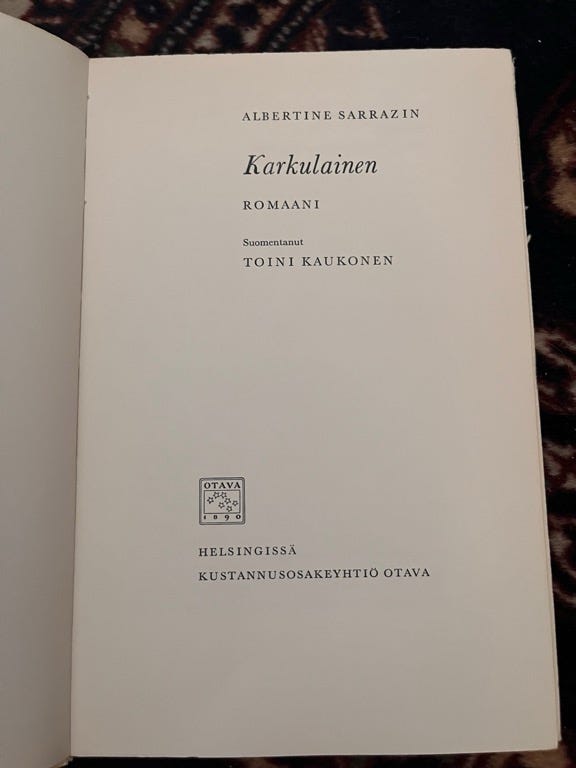 ALBERTINE SARRAZIN
Karkulainen
ROMAANI
Suomentanut
TOINI KAUKONEN
OTAVA
1890
HELSINGISSÄ
KUSTANNUSOSAKEYHTIÖ OTAVA